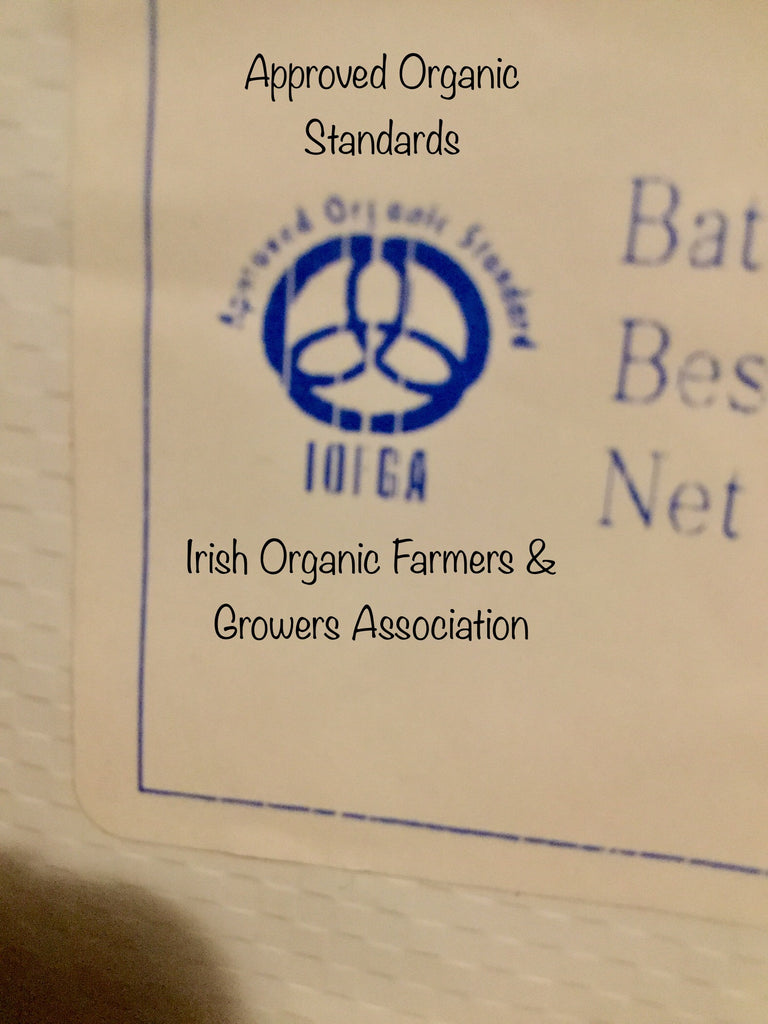 Approved Organic
Standards
Approved Organic Standard
IOFGA
Bat
Bes
Net
Irish Organic Farmers &
Growers Association